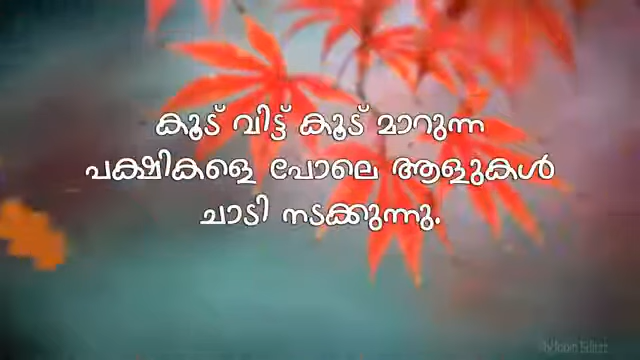 കൂട് വിട്ട് കൂട് മാറുന്ന
പക്ഷികളെ പോലെ ആളുകൾ
ചാടി നടക്കുന്നു.